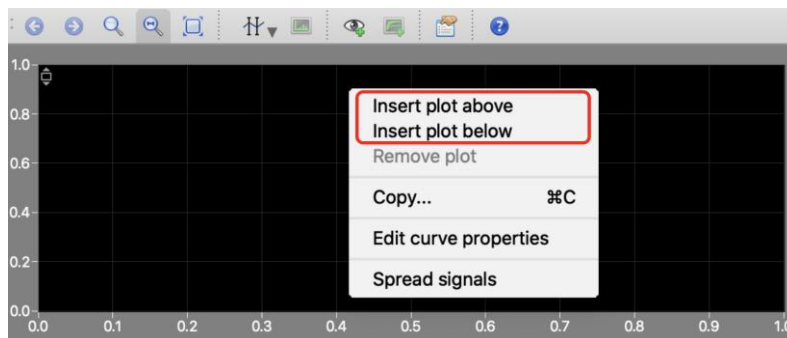 1.0
0.8
0.6
0.4
0.2
0.0
Insert plot above
Insert plot below
Remove plot
Copy... ⌘C
Edit curve properties
Spread signals
0.0 0.1 0.2 0.3 0.4 0.5 0.6 0.7 0.8 0.9 1.0